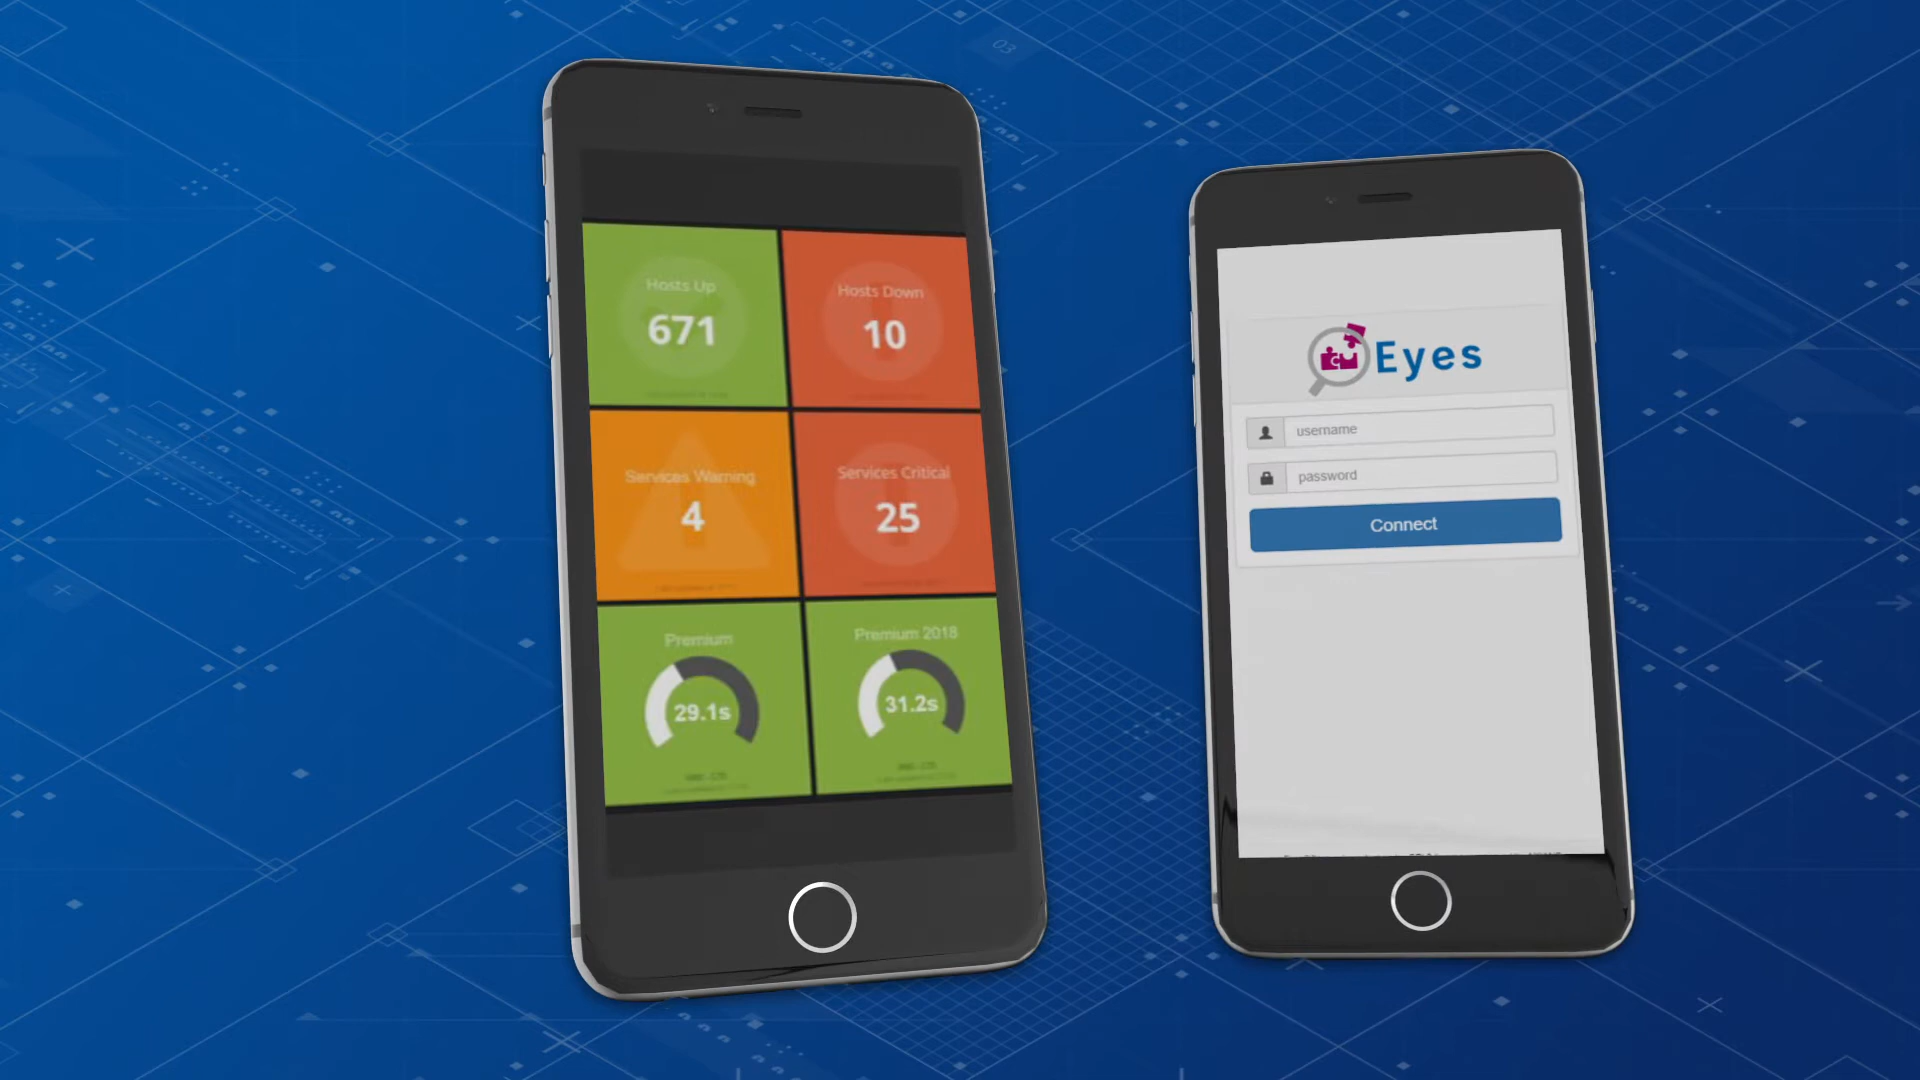 03
Hosts Up
671
Hosts Down
10
Services Warning
4
Services Critical
25
Premium
29.1s
Premium 2018
31.2s
Eyes
username
password
Connect